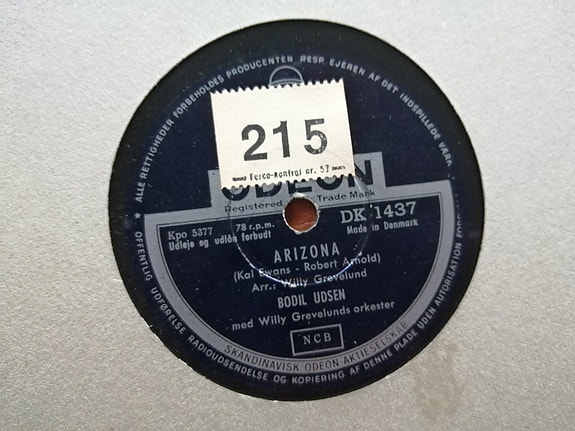 ★ ALLE RETTIGHEDER FORBEHOLDES PRODUCENTEN RESP. EJEREN AF DET INDSPILLEDE VÆRK
215
Ferco-Kontrol nr. 57
ODEON
Registered Trade Mark
Kpo 5377
78 r.p.m.
DK 1437
Udleje og udlån forbudt
Made in Denmark
ARIZONA
(Kal Ewans - Robert Arnold)
Arr.: Willy Grevelund
BODIL UDSEN
med Willy Grevelunds orkester
NCB
SKANDINAVISK ODEON AKTIESELSKAB
OFFENTLIG UDFØRELSE RADIOUDSENDELSE OG KOPIERING AF DENNE PLADE UDEN AUTORISATION